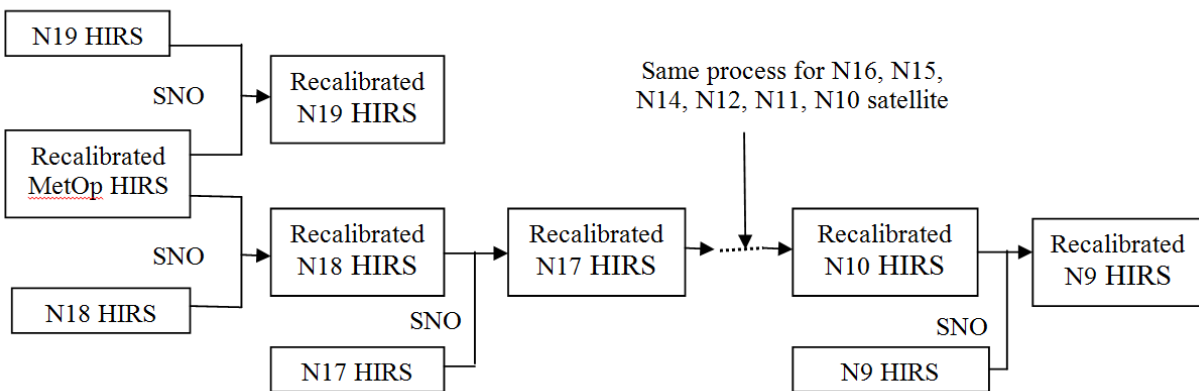 N19 HIRS
SNO
Recalibrated
N19 HIRS
Same process for N16, N15,
N14, N12, N11, N10 satellite
Recalibrated
MetOp HIRS
SNO
Recalibrated
N18 HIRS
N18 HIRS
Recalibrated
N17 HIRS
SNO
N17 HIRS
Recalibrated
N10 HIRS
SNO
N9 HIRS
Recalibrated
N9 HIRS